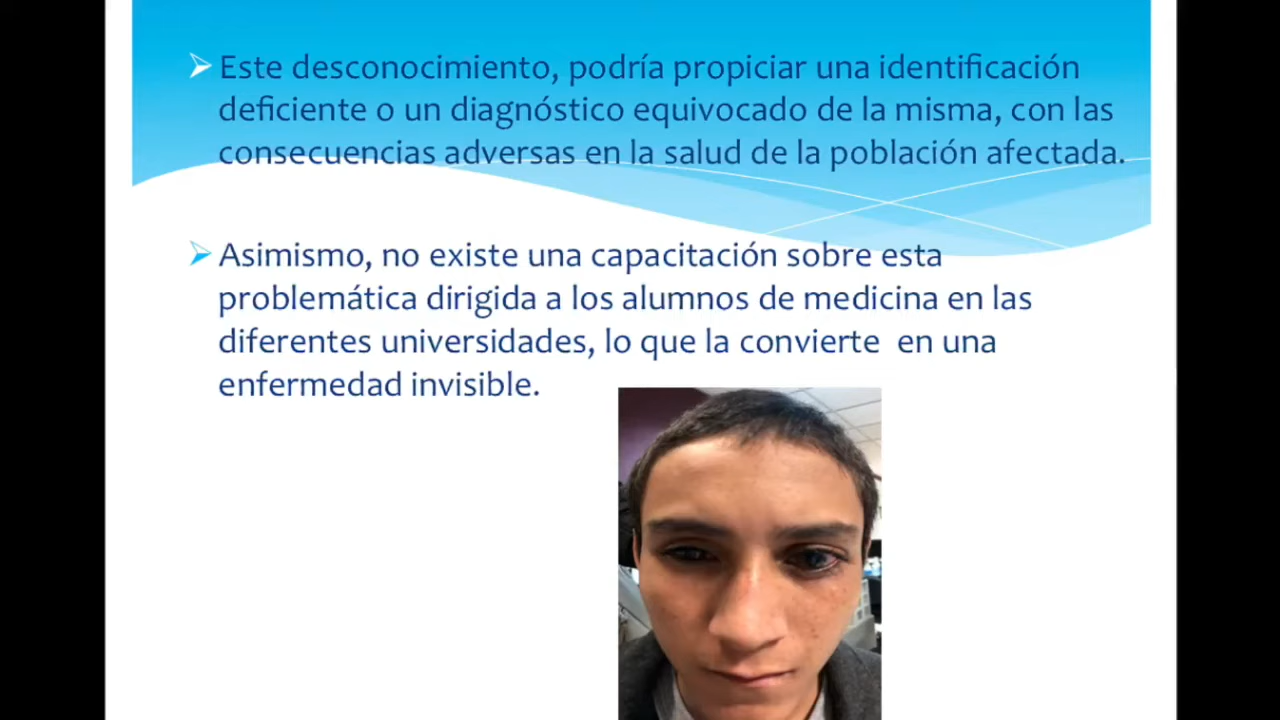 Este desconocimiento, podría propiciar una identificación
deficiente o un diagnóstico equivocado de la misma, con las
consecuencias adversas en la salud de la población afectada.
Asimismo, no existe una capacitación sobre esta
problemática dirigida a los alumnos de medicina en las
diferentes universidades, lo que la convierte en una
enfermedad invisible.